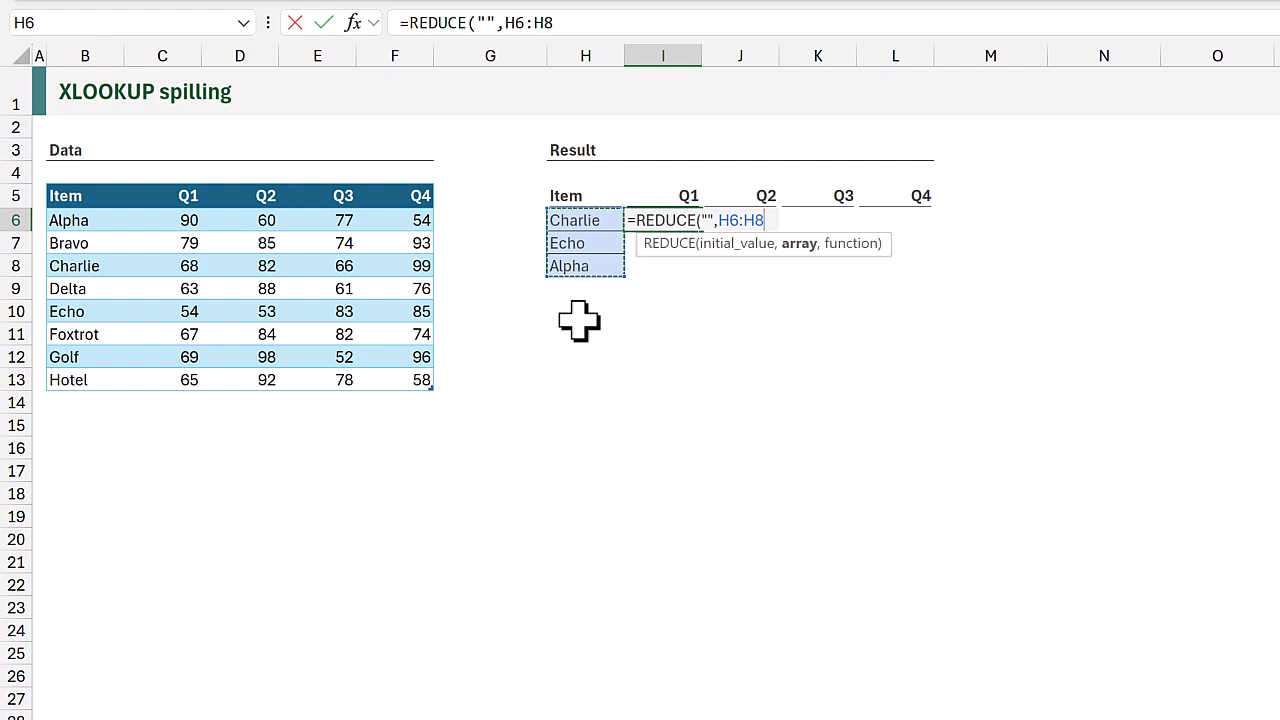 H6 fx =REDUCE("",H6:H8
A B C D E F G H I J K L M N O
1 XLOOKUP spilling
2
3 Data Result
4
5 Item Q1 Q2 Q3 Q4 Item Q1 Q2 Q3 Q4
6 Alpha 90 60 77 54 Charlie =REDUCE("",H6:H8
7 Bravo 79 85 74 93 Echo REDUCE(initial_value, array, function)
8 Charlie 68 82 66 99 Alpha
9 Delta 63 88 61 76
10 Echo 54 53 83 85
11 Foxtrot 67 84 82 74
12 Golf 69 98 52 96
13 Hotel 65 92 78 58
14
15
16
17
18
19
20
21
22
23
24
25
26
27
28